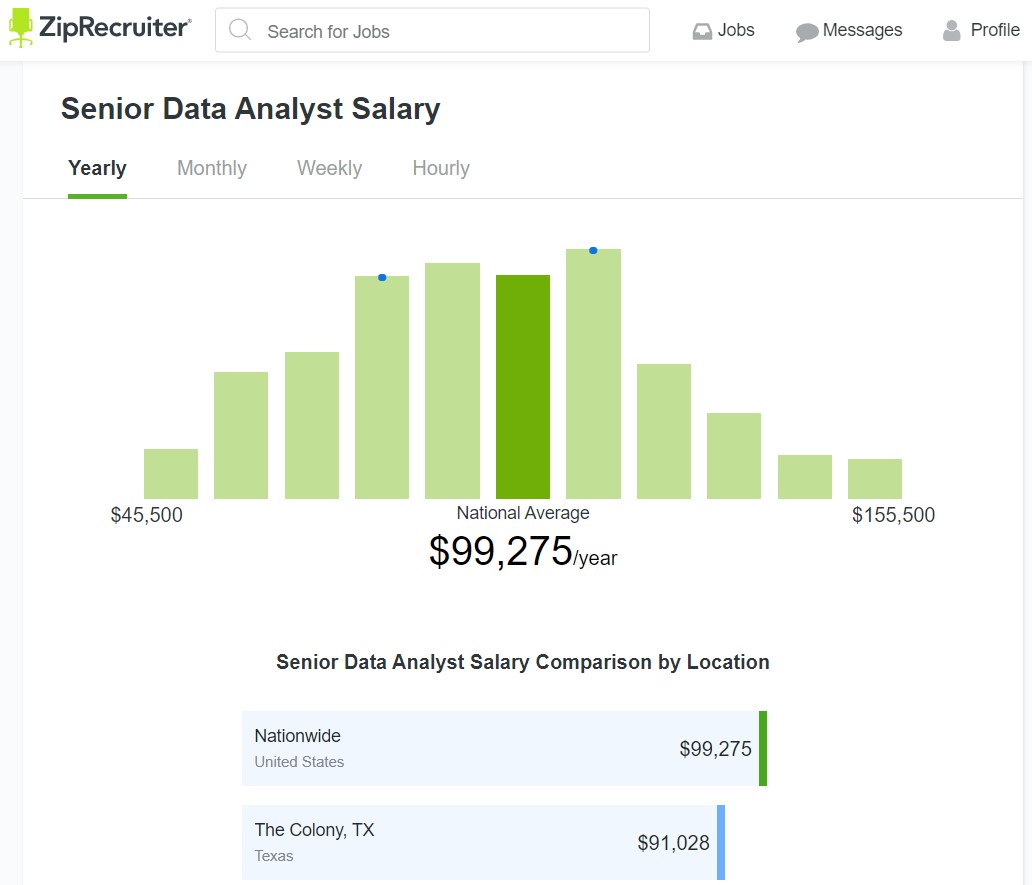 ZipRecruiter®
Search for Jobs
Jobs
Messages
Profile
Senior Data Analyst Salary
Yearly
Monthly
Weekly
Hourly
$45,500
National Average
$155,500
$99,275/year
Senior Data Analyst Salary Comparison by Location
Nationwide
United States
$99,275
The Colony, TX
Texas
$91,028